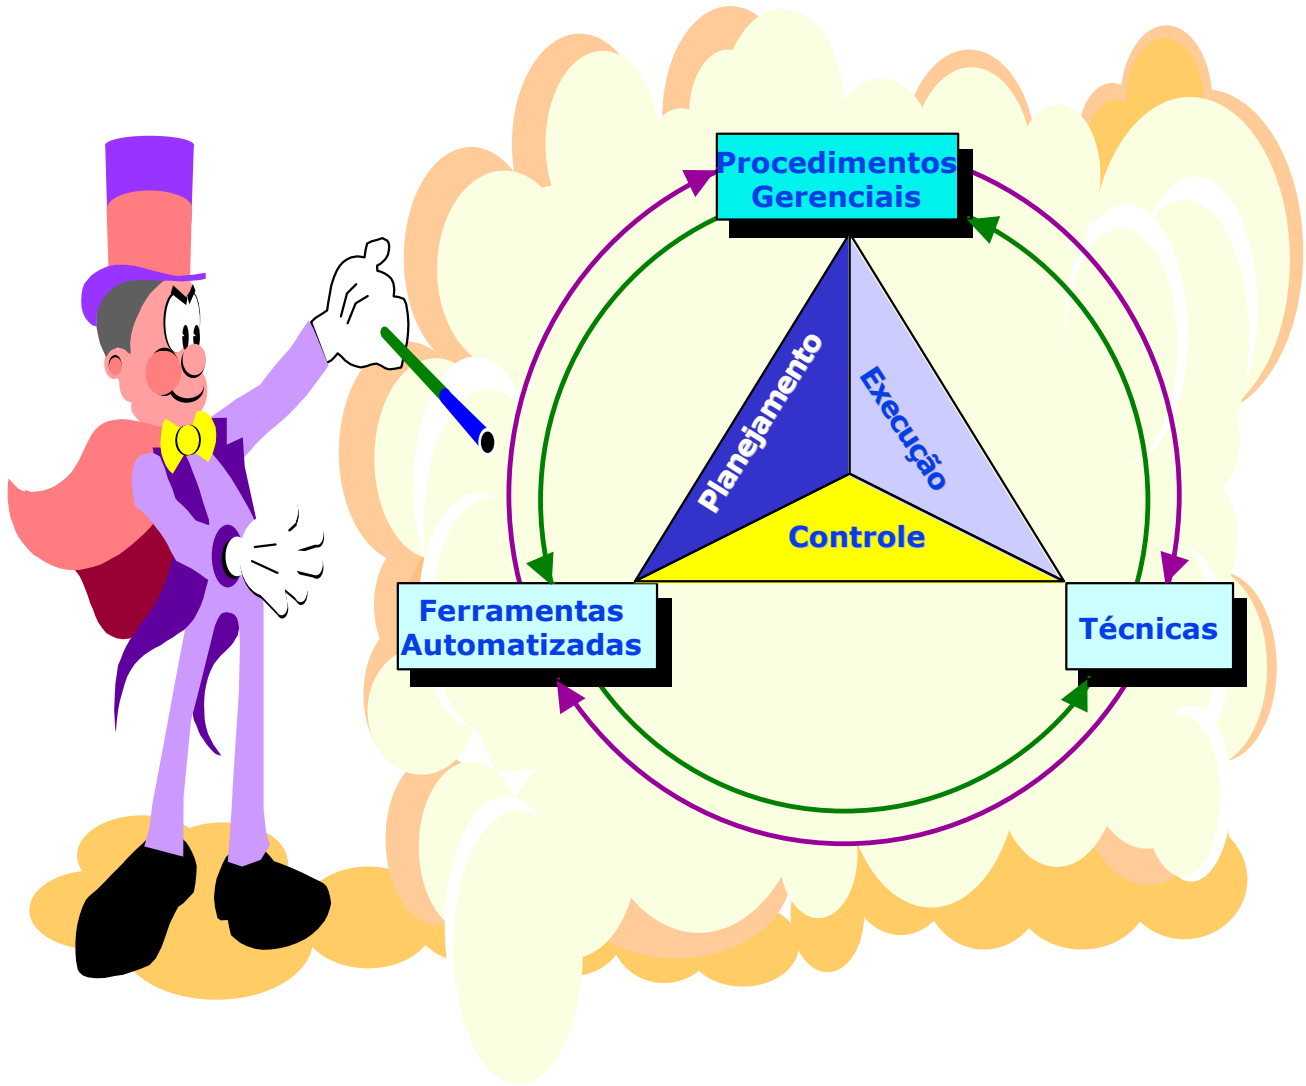 Procedimentos
Gerenciais
Planejamento
Execução
Controle
Ferramentas
Automatizadas
Técnicas